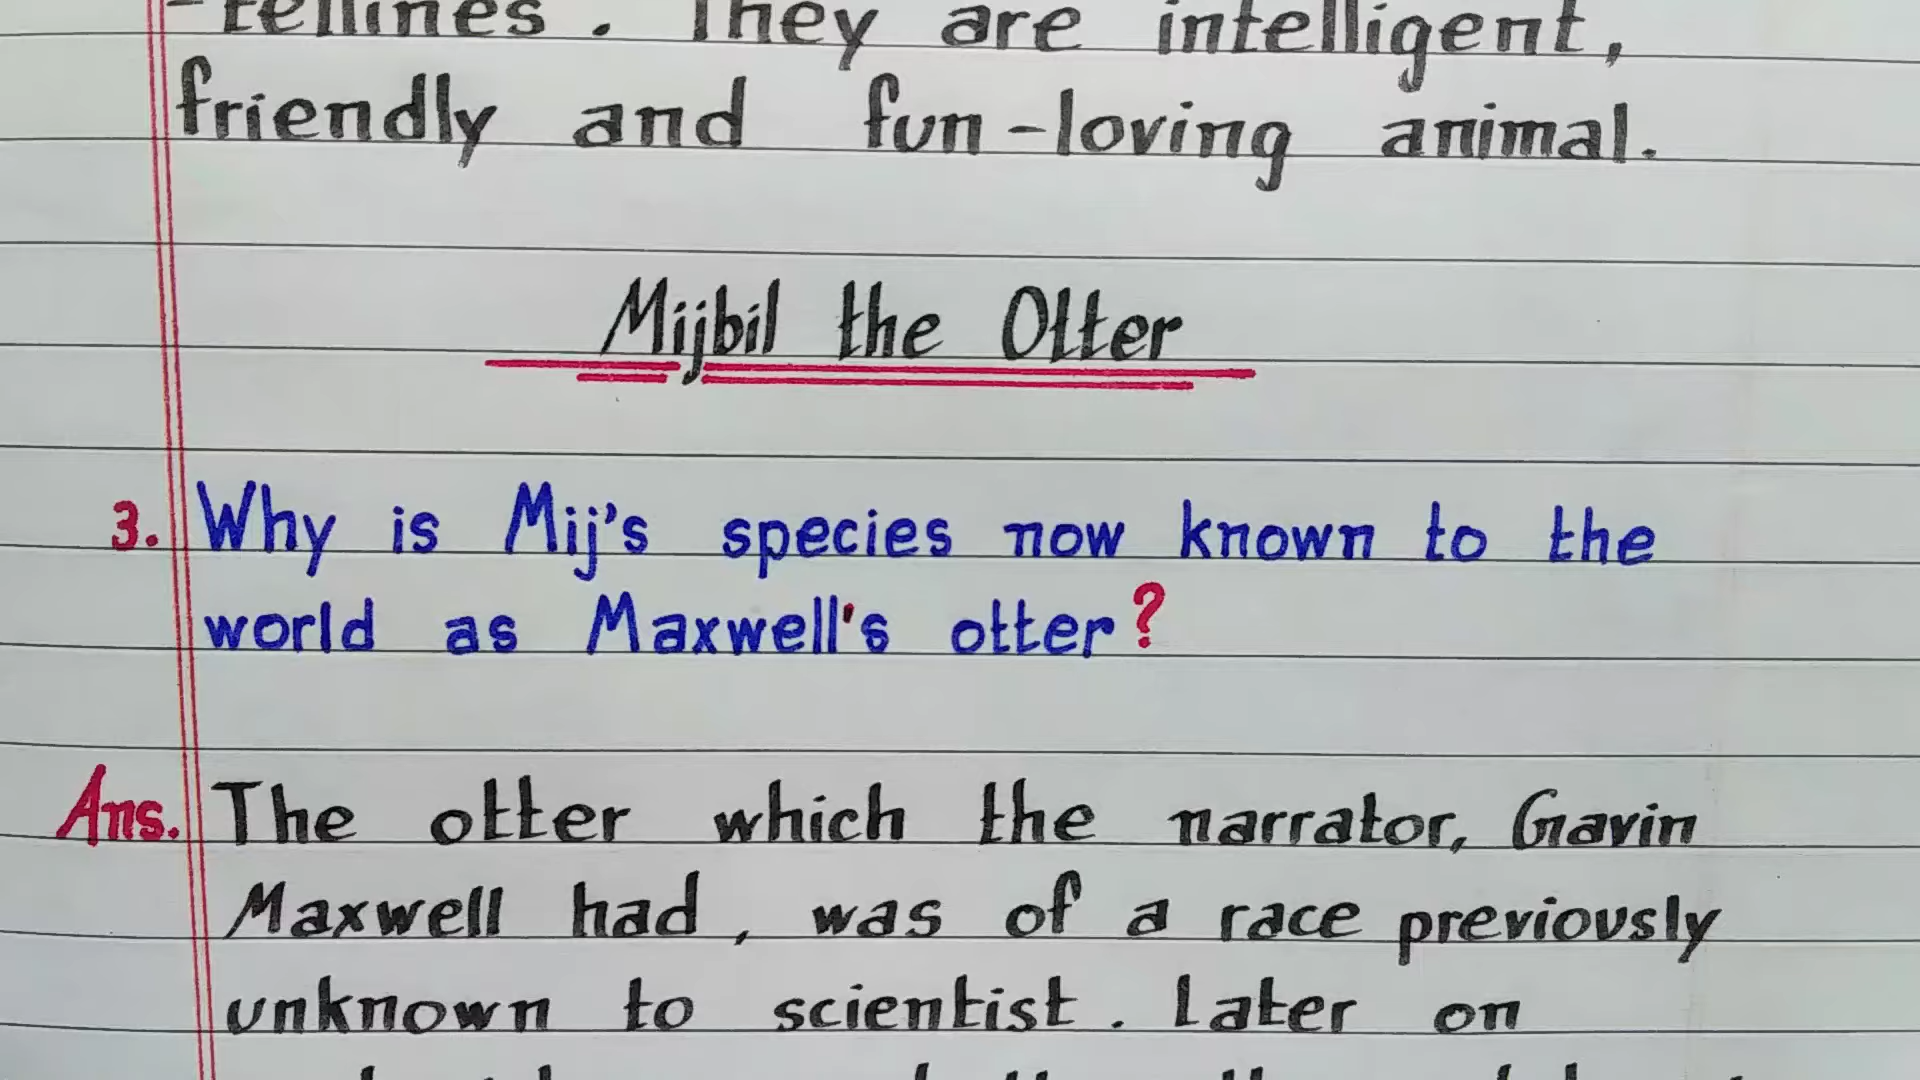 -tellines. They are intelligent,
friendly and fun-loving animal.
Mijbil the Otter
3. Why is Mij's species now known to the
world as Maxwell's otter?
Ans. The otter which the narrator, Gavin
Maxwell had, was of a race previously
unknown to scientist. Later on